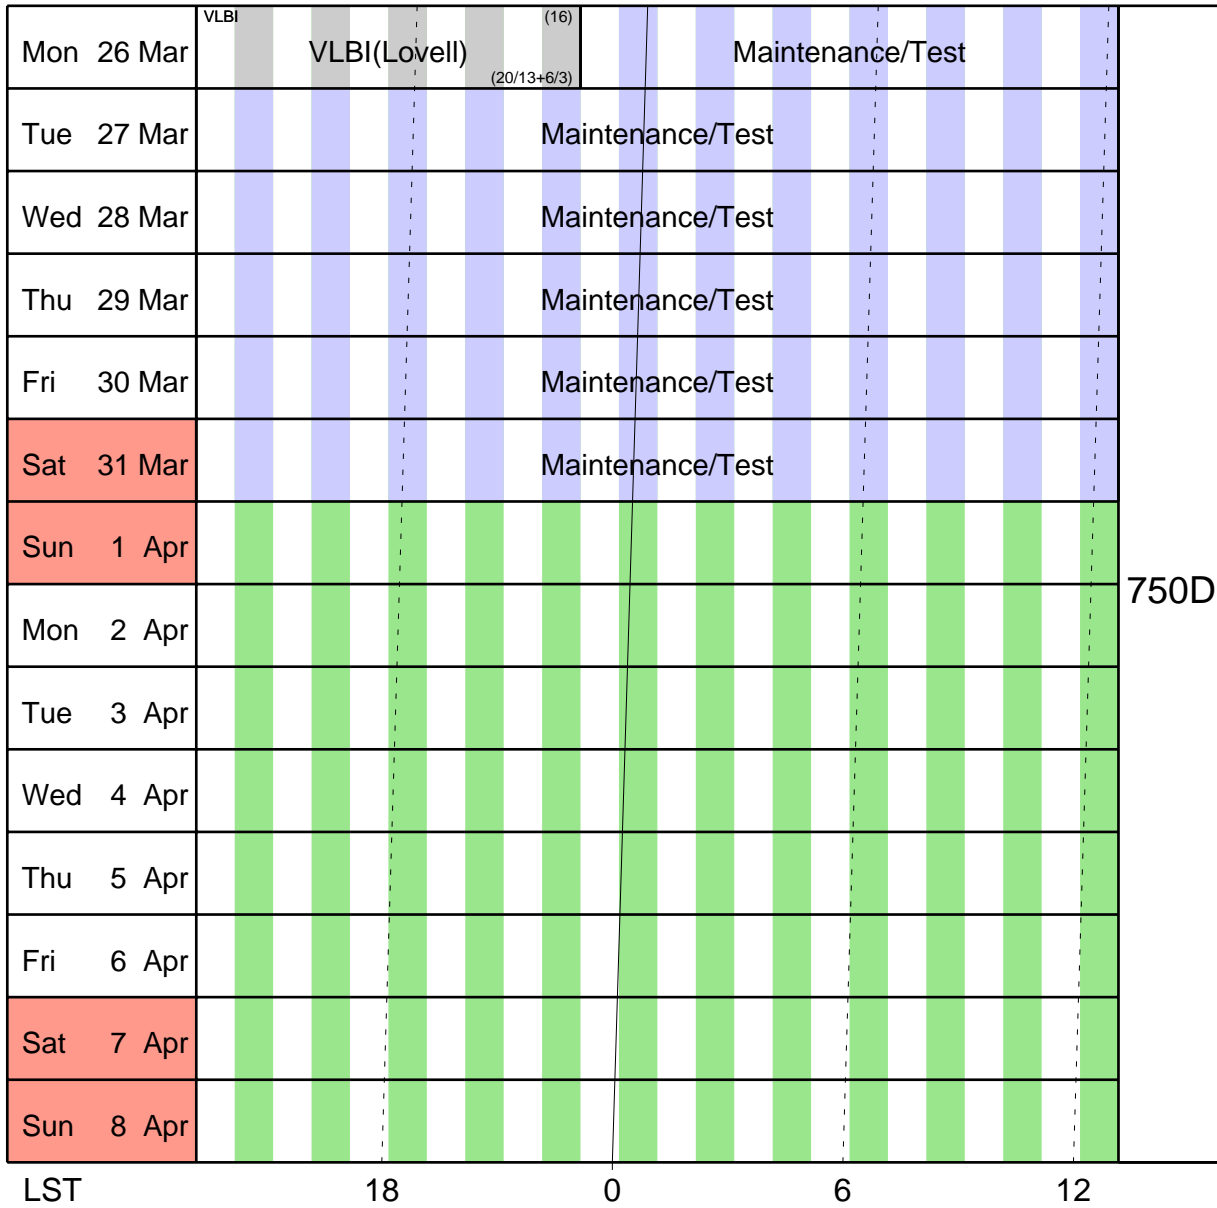 VLBI (16)
Mon 26 Mar VLBI(Lovell) Maintenance/Test
(20/13+6/3)
Tue 27 Mar Maintenance/Test
Wed 28 Mar Maintenance/Test
Thu 29 Mar Maintenance/Test
Fri 30 Mar Maintenance/Test
Sat 31 Mar Maintenance/Test
Sun 1 Apr
750D
Mon 2 Apr
Tue 3 Apr
Wed 4 Apr
Thu 5 Apr
Fri 6 Apr
Sat 7 Apr
Sun 8 Apr
LST 18 0 6 12